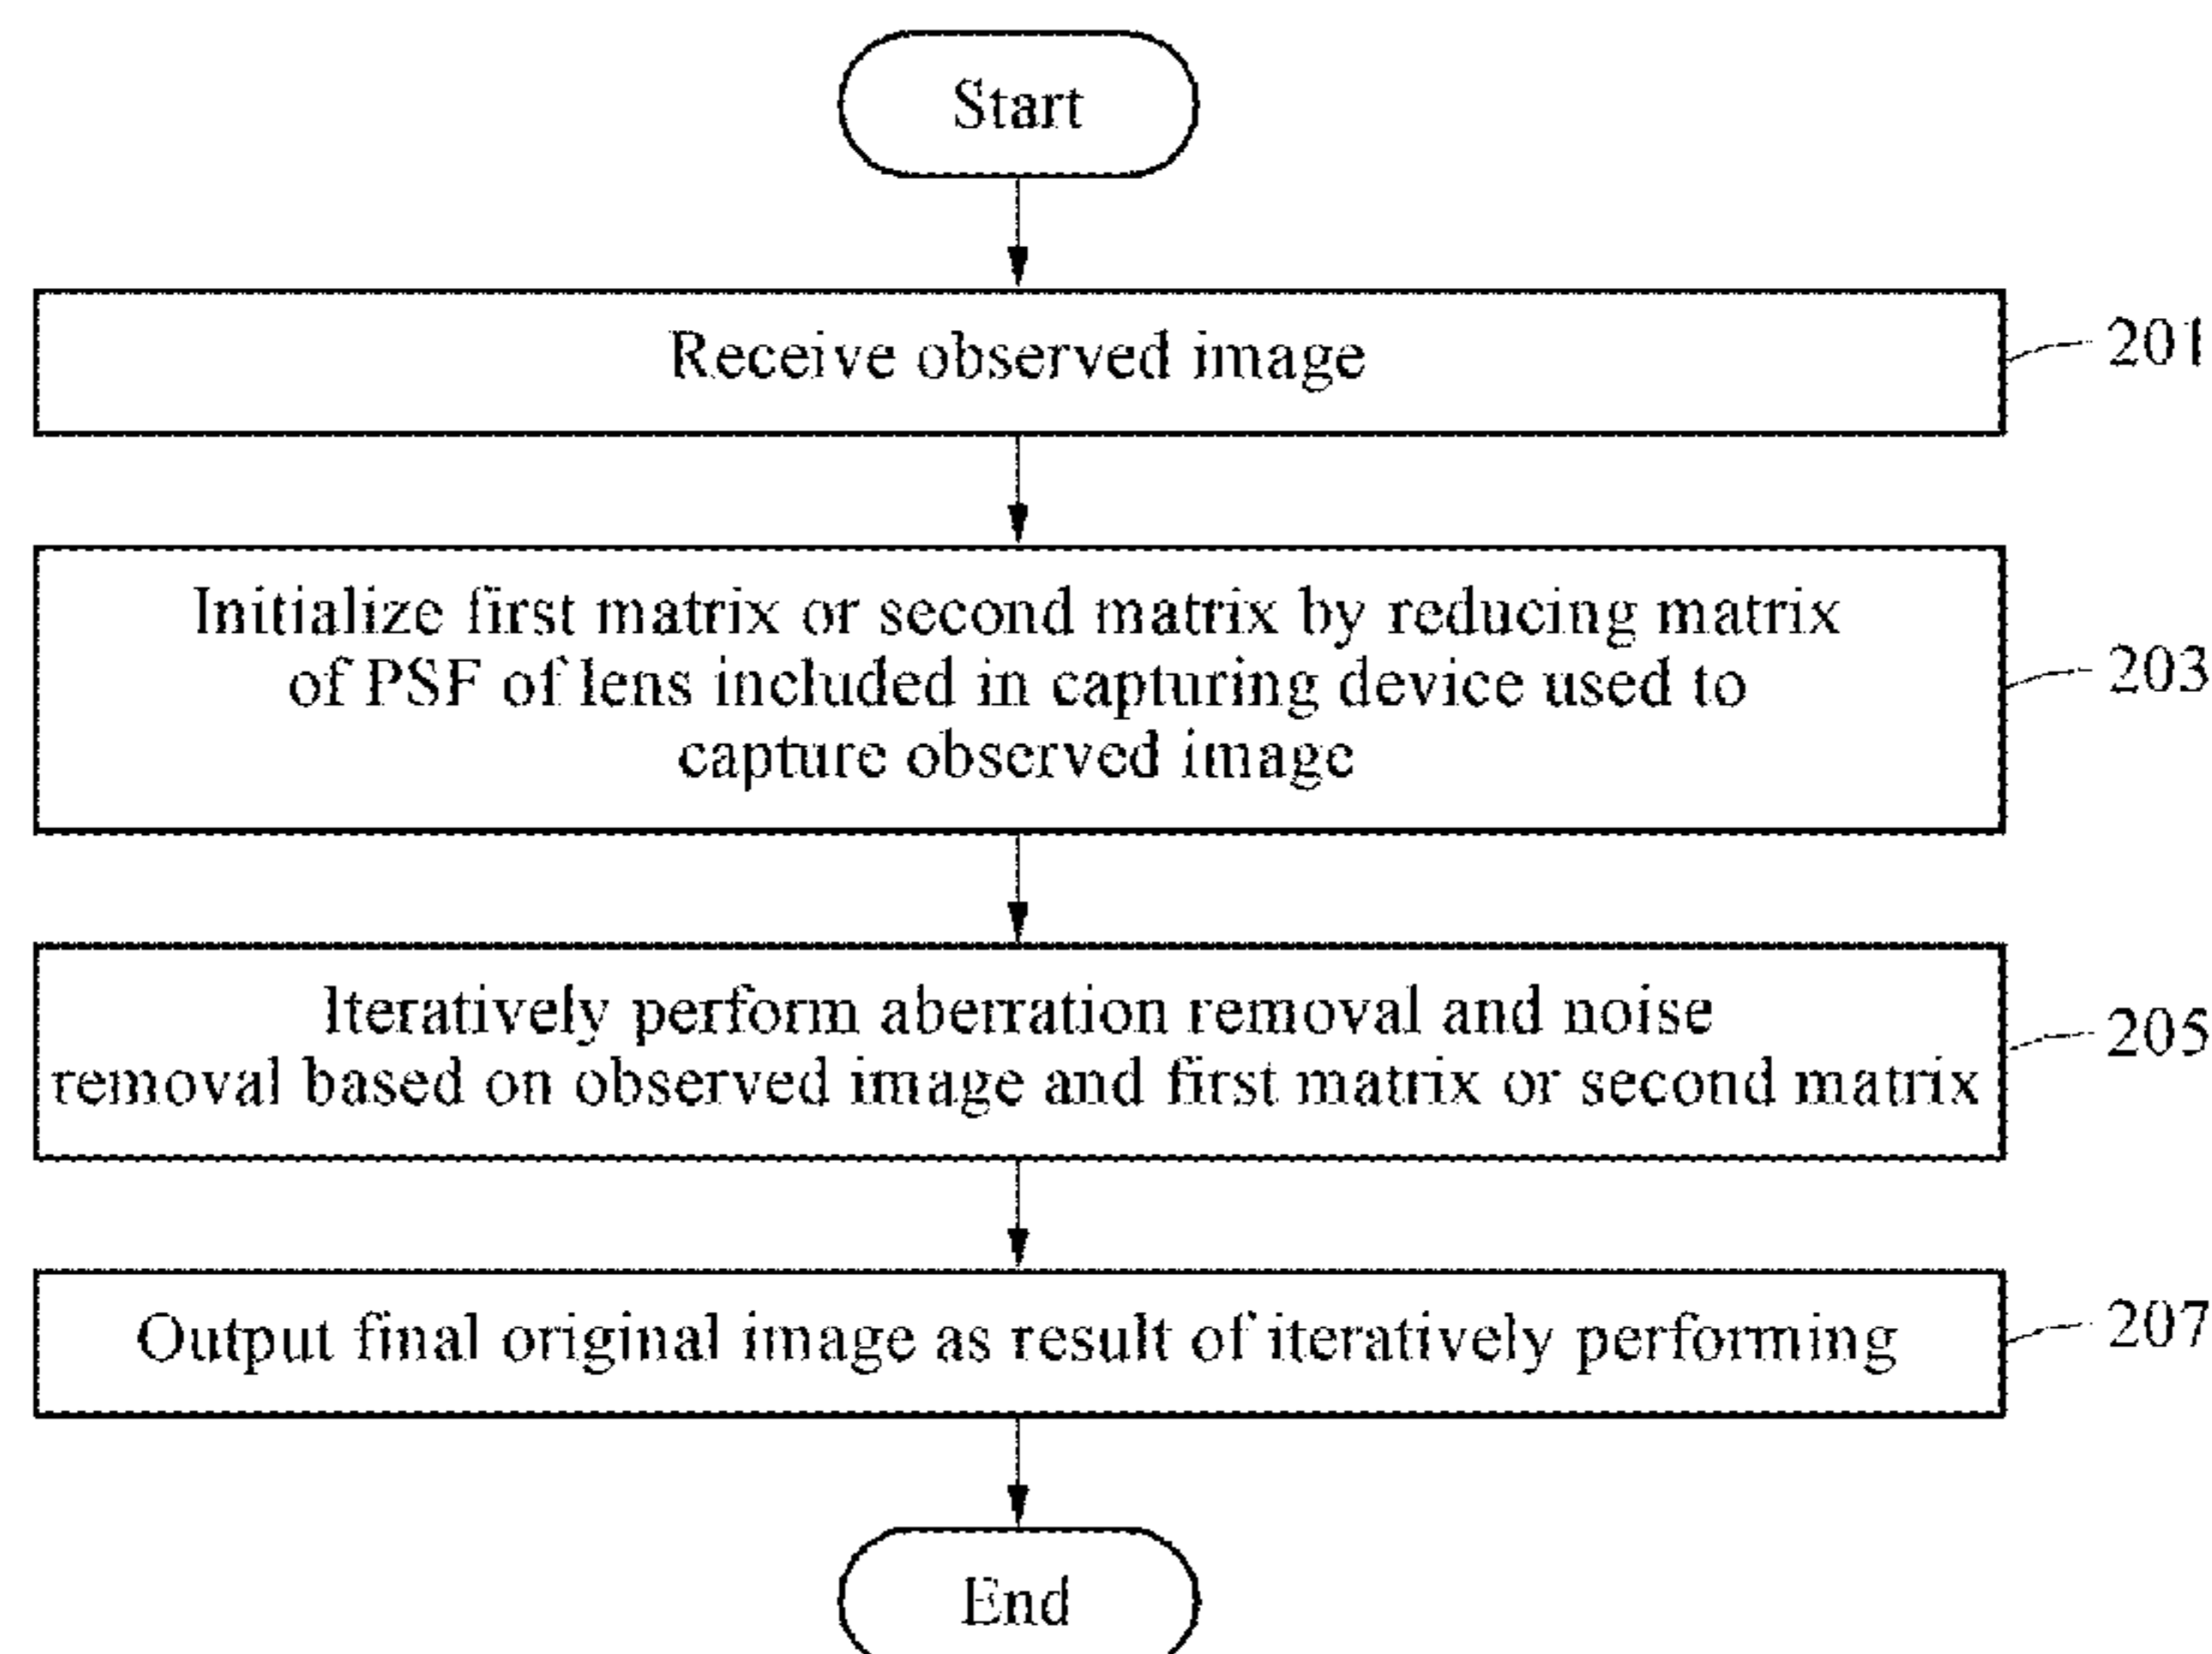 Start
Receive observed image
201
Initialize first matrix or second matrix by reducing matrix
of PSF of lens included in capturing device used to
capture observed image
203
Iteratively perform aberration removal and noise
removal based on observed image and first matrix or second matrix
205
Output final original image as result of iteratively performing
207
End